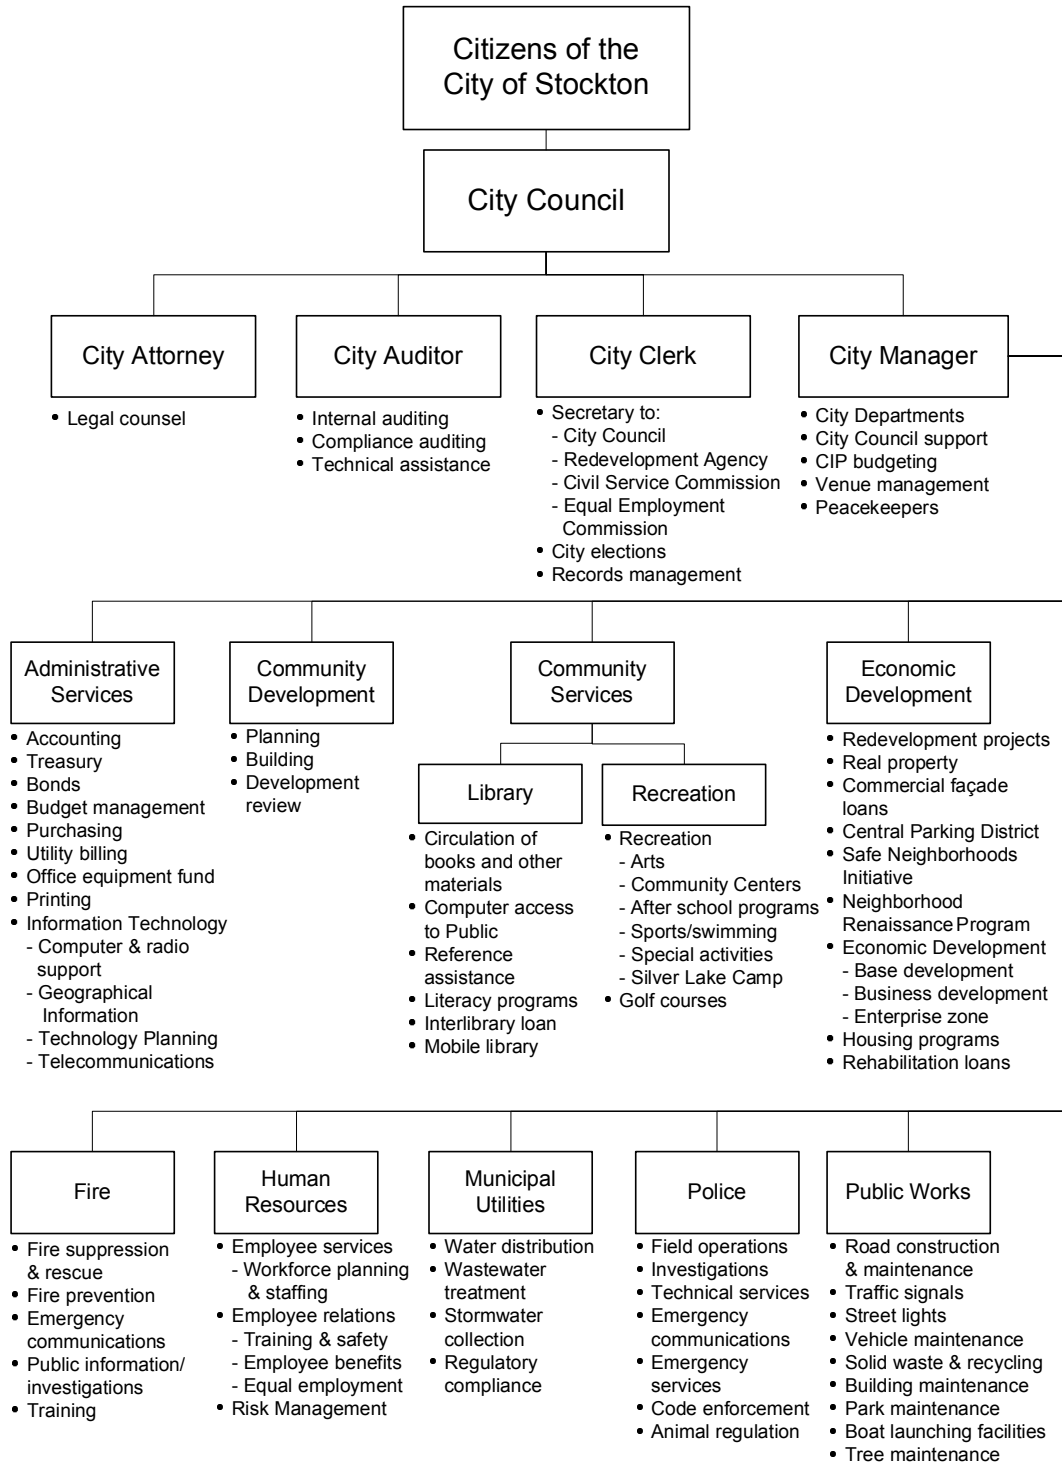 Citizens of the
City of Stockton
City Council
City Attorney
• Legal counsel
City Auditor
• Internal auditing
• Compliance auditing
• Technical assistance
City Clerk
• Secretary to:
- City Council
- Redevelopment Agency
- Civil Service Commission
- Equal Employment
Commission
• City elections
• Records management
City Manager
• City Departments
• City Council support
• CIP budgeting
• Venue management
• Peacekeepers
Administrative
Services
• Accounting
• Treasury
• Bonds
• Budget management
• Purchasing
• Utility billing
• Office equipment fund
• Printing
• Information Technology
- Computer & radio
support
- Geographical
Information
- Technology Planning
- Telecommunications
Community
Development
• Planning
• Building
• Development
review
Community
Services
Library
• Circulation of
books and other
materials
• Computer access
to Public
• Reference
assistance
• Literacy programs
• Interlibrary loan
• Mobile library
Recreation
• Recreation
- Arts
- Community Centers
- After school programs
- Sports/swimming
- Special activities
- Silver Lake Camp
• Golf courses
Economic
Development
• Redevelopment projects
• Real property
• Commercial façade
loans
• Central Parking District
• Safe Neighborhoods
Initiative
• Neighborhood
Renaissance Program
• Economic Development
- Base development
- Business development
- Enterprise zone
• Housing programs
• Rehabilitation loans
Fire
• Fire suppression
& rescue
• Fire prevention
• Emergency
communications
• Public information/
investigations
• Training
Human
Resources
• Employee services
- Workforce planning
& staffing
• Employee relations
- Training & safety
- Employee benefits
- Equal employment
• Risk Management
Municipal
Utilities
• Water distribution
• Wastewater
treatment
• Stormwater
collection
• Regulatory
compliance
Police
• Field operations
• Investigations
• Technical services
• Emergency
communications
• Emergency
services
• Code enforcement
• Animal regulation
Public Works
• Road construction
& maintenance
• Traffic signals
• Street lights
• Vehicle maintenance
• Solid waste & recycling
• Building maintenance
• Park maintenance
• Boat launching facilities
• Tree maintenance